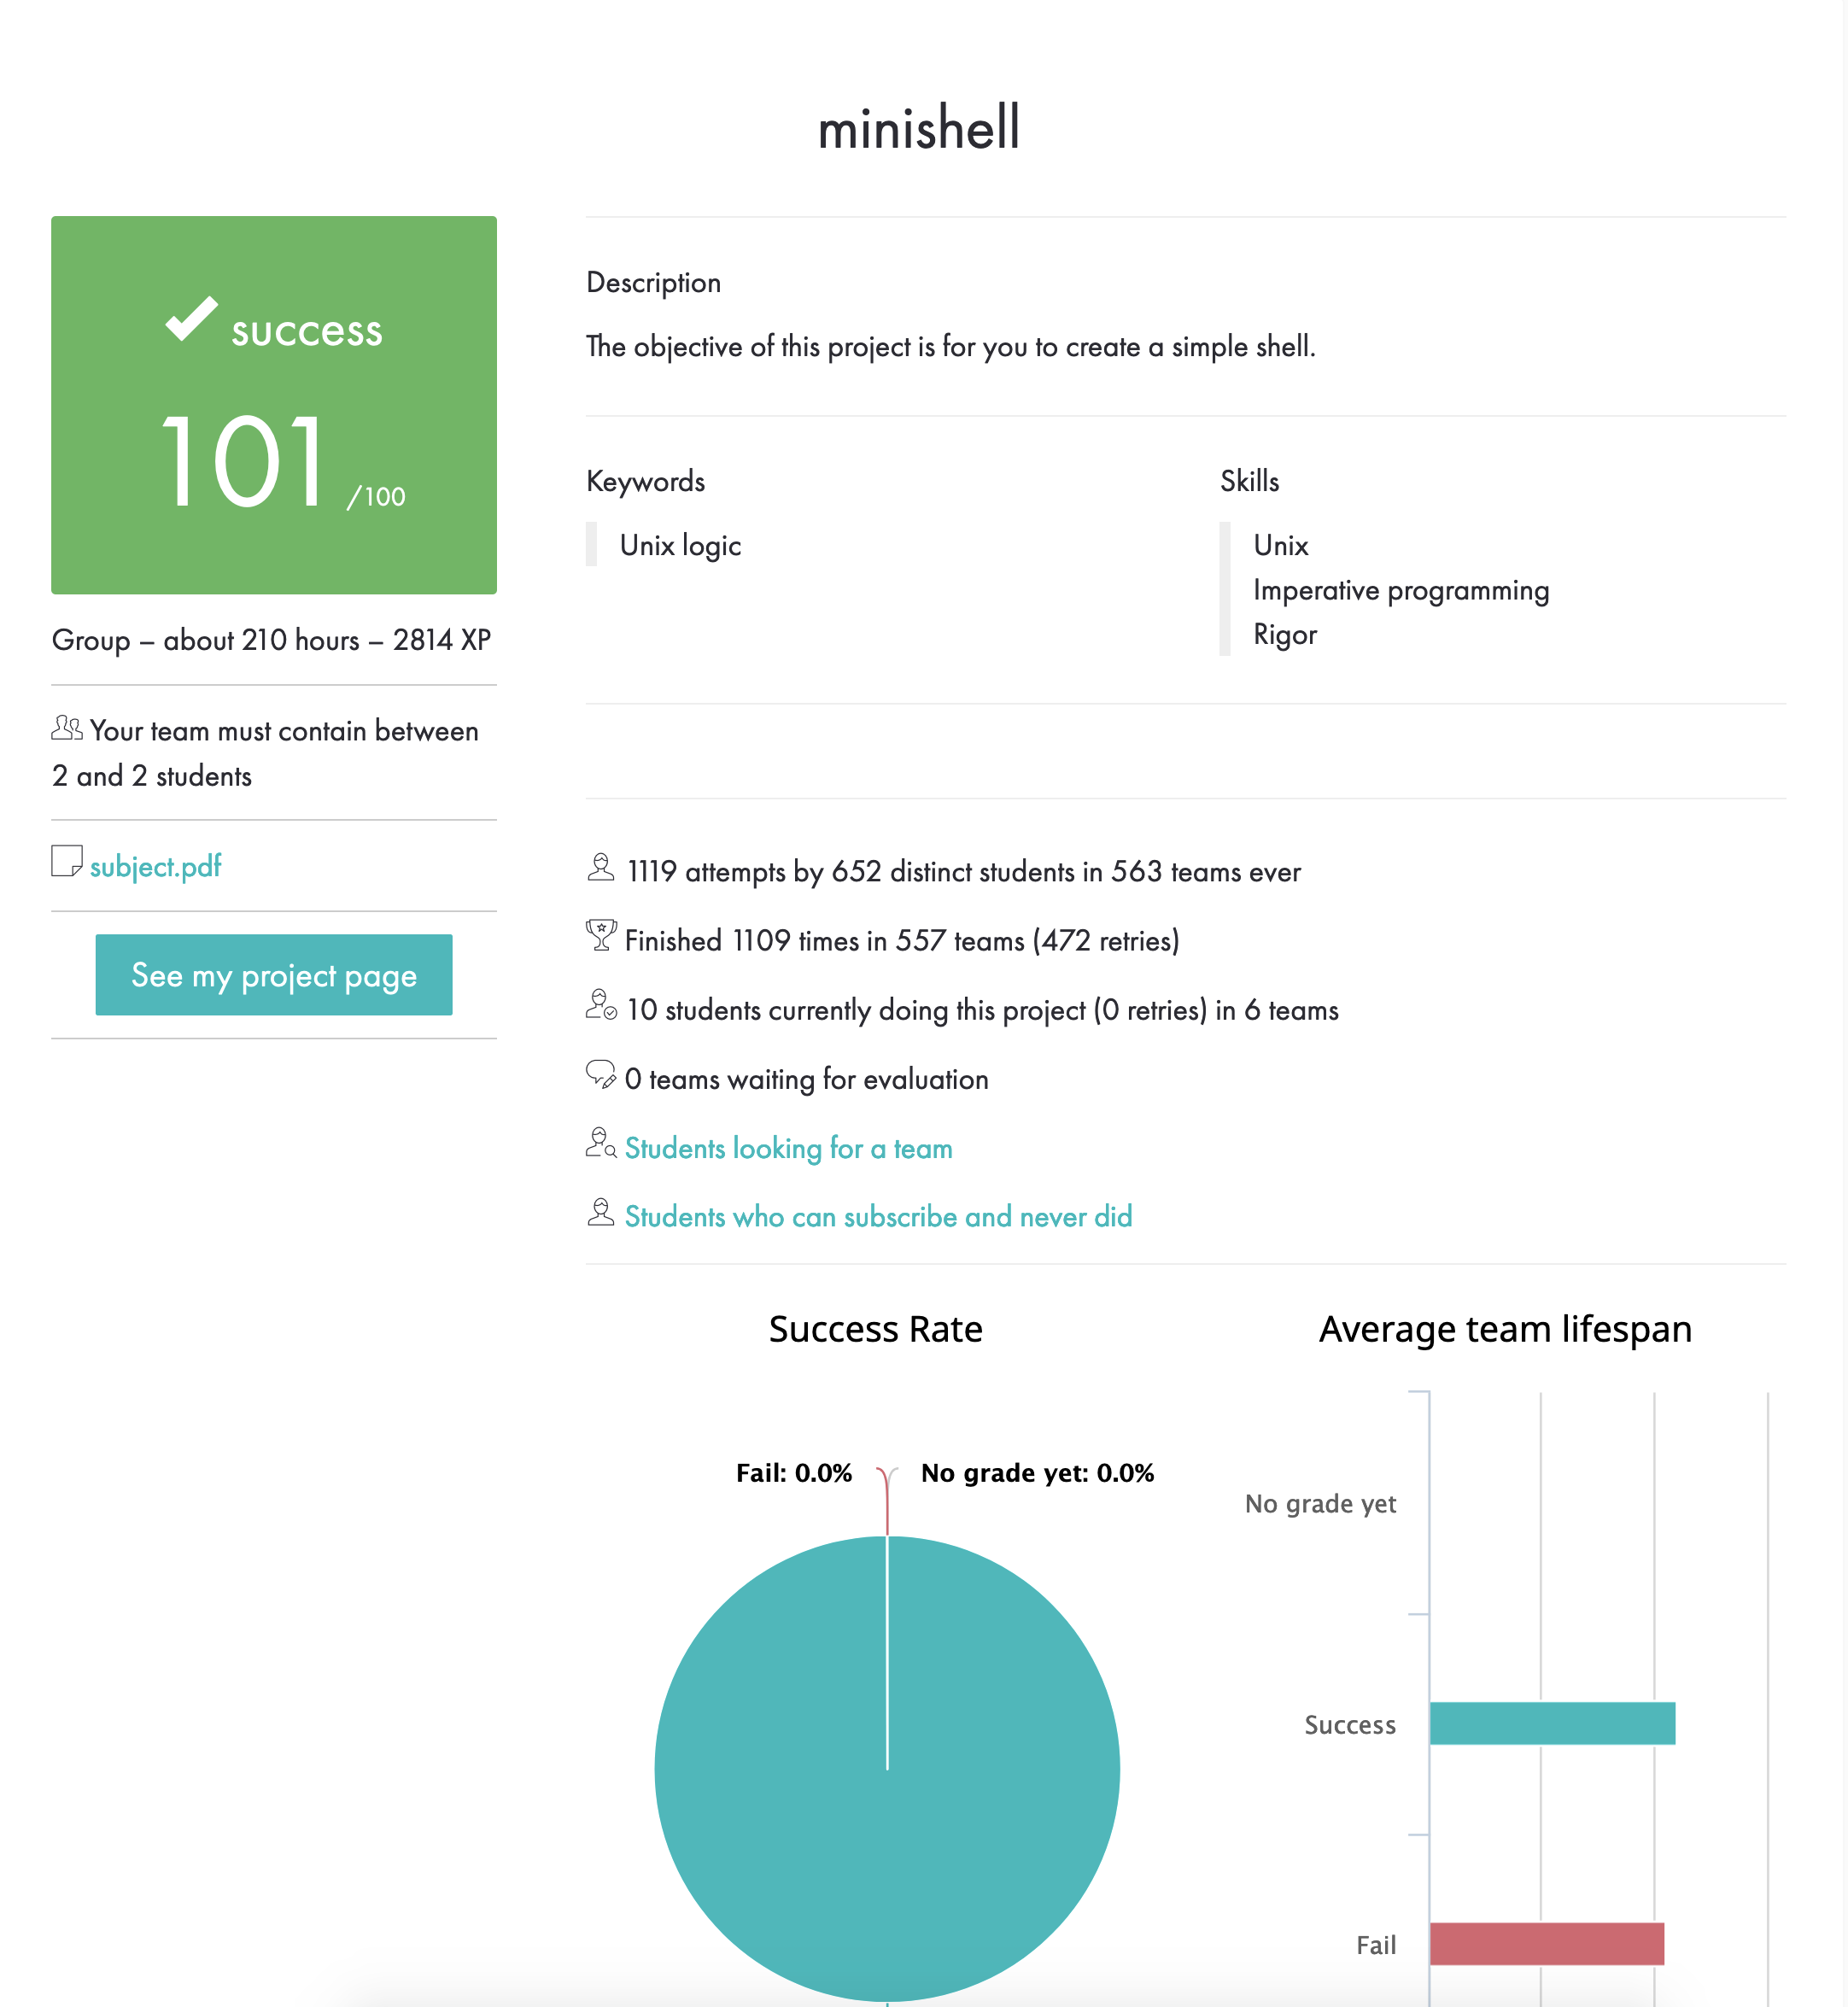 minishell
success
101 /100
Group – about 210 hours – 2814 XP
Your team must contain between
2 and 2 students
subject.pdf
See my project page
Description
The objective of this project is for you to create a simple shell.
Keywords
Unix logic
Skills
Unix
Imperative programming
Rigor
1119 attempts by 652 distinct students in 563 teams ever
Finished 1109 times in 557 teams (472 retries)
10 students currently doing this project (0 retries) in 6 teams
0 teams waiting for evaluation
Students looking for a team
Students who can subscribe and never did
Success Rate
Fail: 0.0%
No grade yet: 0.0%
Average team lifespan
No grade yet
Success
Fail